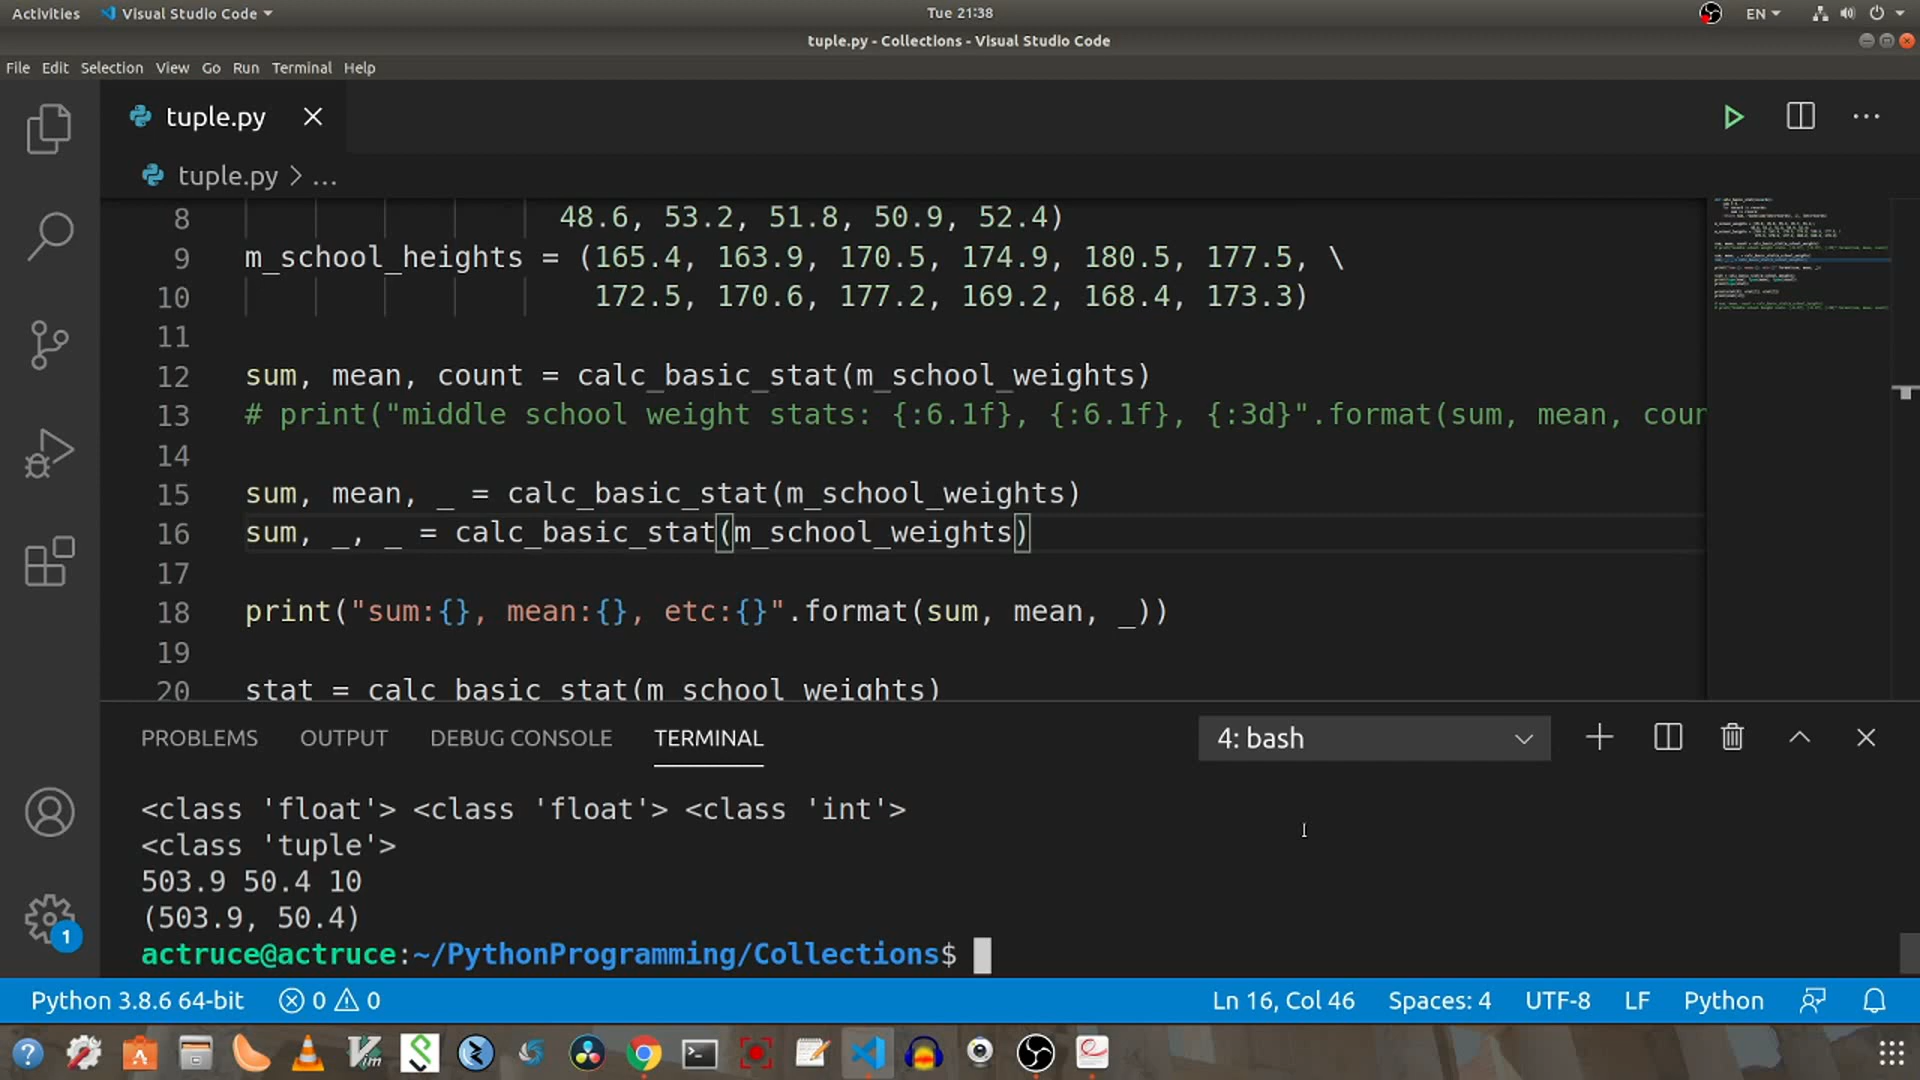 Activities Visual Studio Code Tue 21:38 EN
tuple.py - Collections - Visual Studio Code
File Edit Selection View Go Run Terminal Help
tuple.py
tuple.py > ...
8 48.6, 53.2, 51.8, 50.9, 52.4)
9 m_school_heights = (165.4, 163.9, 170.5, 174.9, 180.5, 177.5, \
10 172.5, 170.6, 177.2, 169.2, 168.4, 173.3)
11
12 sum, mean, count = calc_basic_stat(m_school_weights)
13 # print("middle school weight stats: {:6.1f}, {:6.1f}, {:3d}".format(sum, mean, coun
14
15 sum, mean, _ = calc_basic_stat(m_school_weights)
16 sum, _, _ = calc_basic_stat(m_school_weights)
17
18 print("sum:{}, mean:{}, etc:{}".format(sum, mean, _))
19
20 stat = calc_basic_stat(m_school_weights)
PROBLEMS OUTPUT DEBUG CONSOLE TERMINAL 4: bash
<class 'float'> <class 'float'> <class 'int'>
<class 'tuple'>
503.9 50.4 10
(503.9, 50.4)
actruce@actruce:~/PythonProgramming/Collections$
1
Python 3.8.6 64-bit 0 0 Ln 16, Col 46 Spaces: 4 UTF-8 LF Python